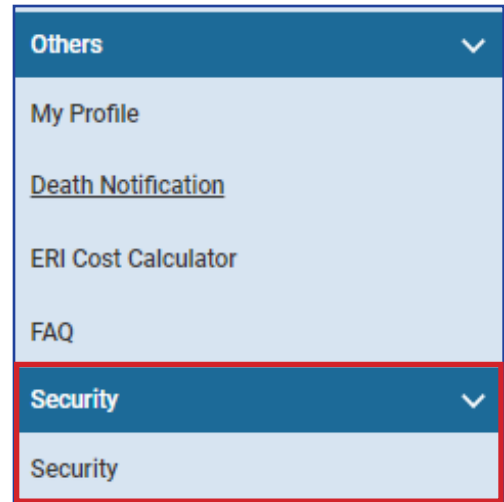 Others
My Profile
Death Notification
ERI Cost Calculator
FAQ
Security
Security